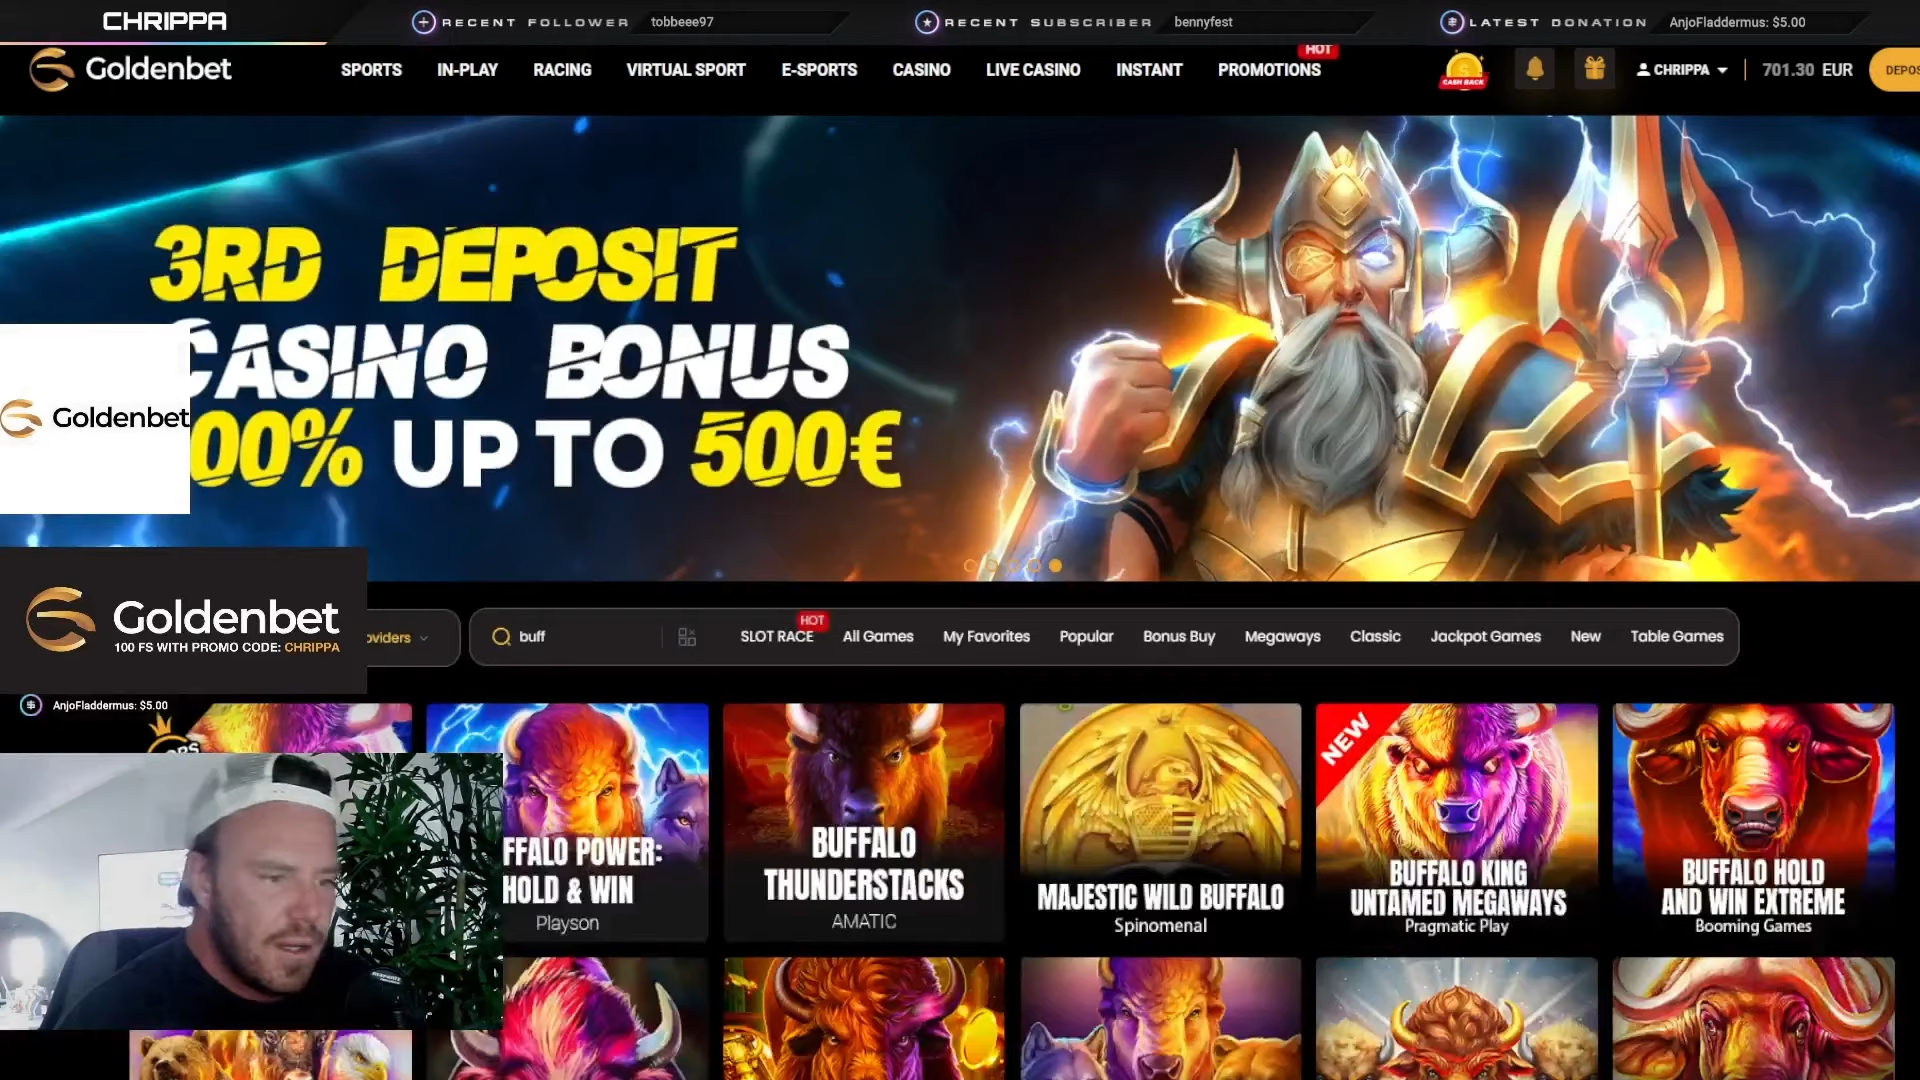 CHRIPPA
RECENT FOLLOWER tobbeee97
RECENT SUBSCRIBER bennyfest
LATEST DONATION AnjoFladdermus: $5.00
Goldenbet
SPORTS IN-PLAY RACING VIRTUAL SPORT E-SPORTS CASINO LIVE CASINO INSTANT PROMOTIONS
HOT
CASH BACK
CHRIPPA 701.30 EUR
3RD DEPOSIT
CASINO BONUS
00% UP TO 500€
Goldenbet
Goldenbet
100 FS WITH PROMO CODE: CHRIPPA
oviders
buff
SLOT RACE HOT All Games My Favorites Popular Bonus Buy Megaways Classic Jackpot Games New Table Games
AnjoFladdermus: $5.00
FFALO POWER:
HOLD & WIN
Playson
BUFFALO
THUNDERSTACKS
AMATIC
MAJESTIC WILD BUFFALO
Spinomenal
NEW
BUFFALO KING
UNTAMED MEGAWAYS
Pragmatic Play
BUFFALO HOLD
AND WIN EXTREME
Booming Games